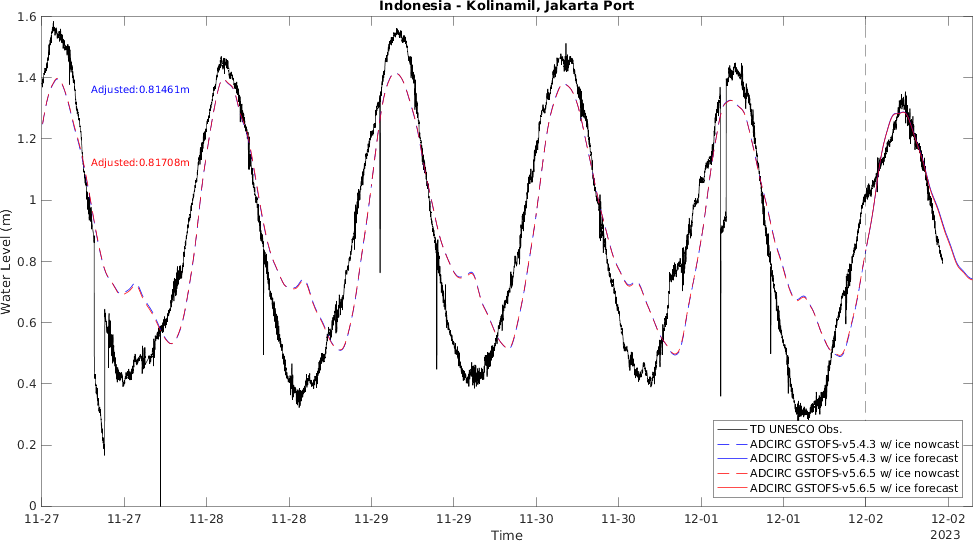 Indonesia - Kolinamil, Jakarta Port
1.6
1.4
1.2
1
0.8
0.6
0.4
0.2
0
Water Level (m)
Adjusted:0.81461m
Adjusted:0.81708m
TD UNESCO Obs.
ADCIRC GSTOFS-v5.4.3 w/ ice nowcast
ADCIRC GSTOFS-v5.4.3 w/ ice forecast
ADCIRC GSTOFS-v5.6.5 w/ ice nowcast
ADCIRC GSTOFS-v5.6.5 w/ ice forecast
11-27 11-27 11-28 11-28 11-29 11-29 11-30 11-30 12-01 12-01 12-02 12-02
Time
2023